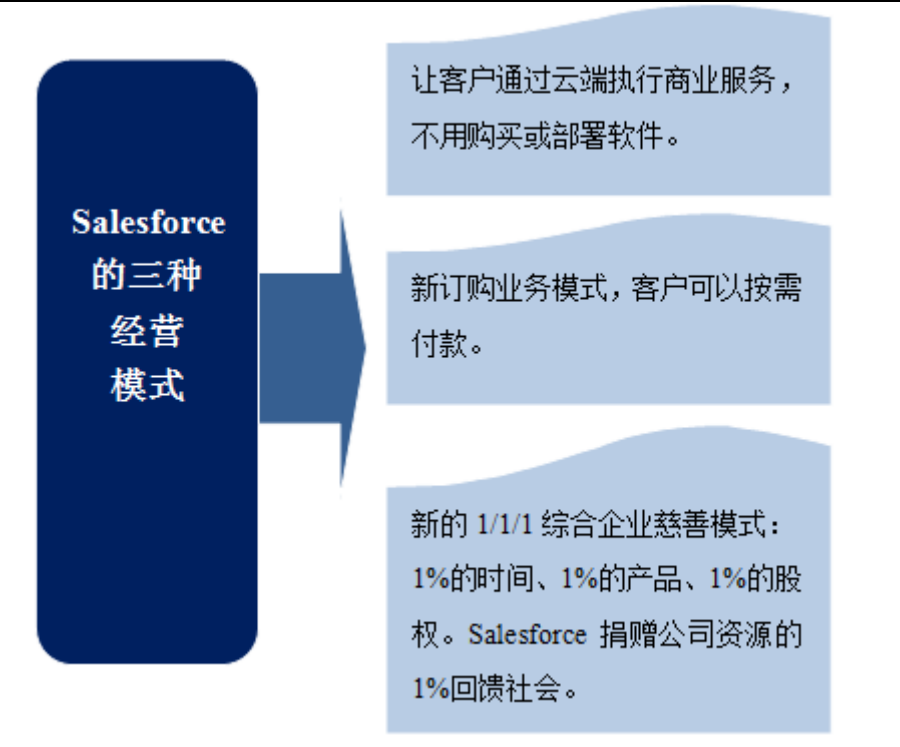 Salesforce
的三种
经营
模式
让客户通过云端执行商业服务，
不用购买或部署软件。
新订购业务模式，客户可以按需
付款。
新的 1/1/1 综合企业慈善模式：
1%的时间、1%的产品、1%的股
权。Salesforce 捐赠公司资源的
1%回馈社会。